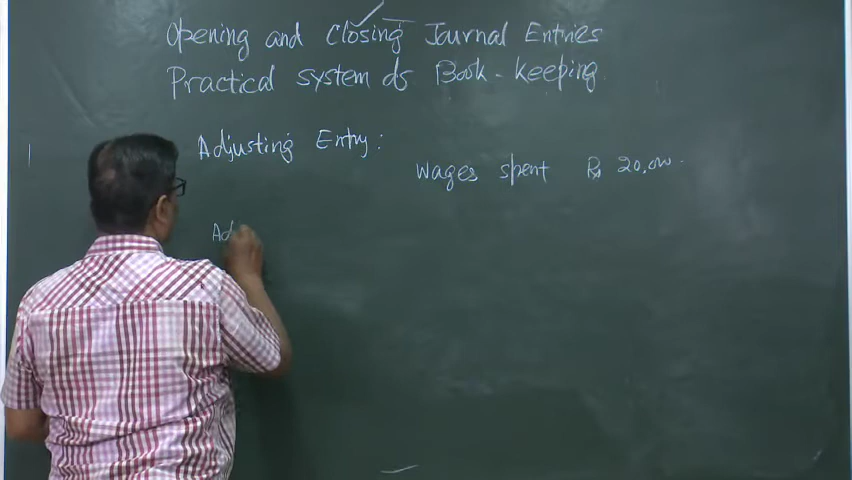 Opening and Closing Journal Entries
Practical system of Book-keeping
Adjusting Entry:
Wages spent Rs 20,000
Ad